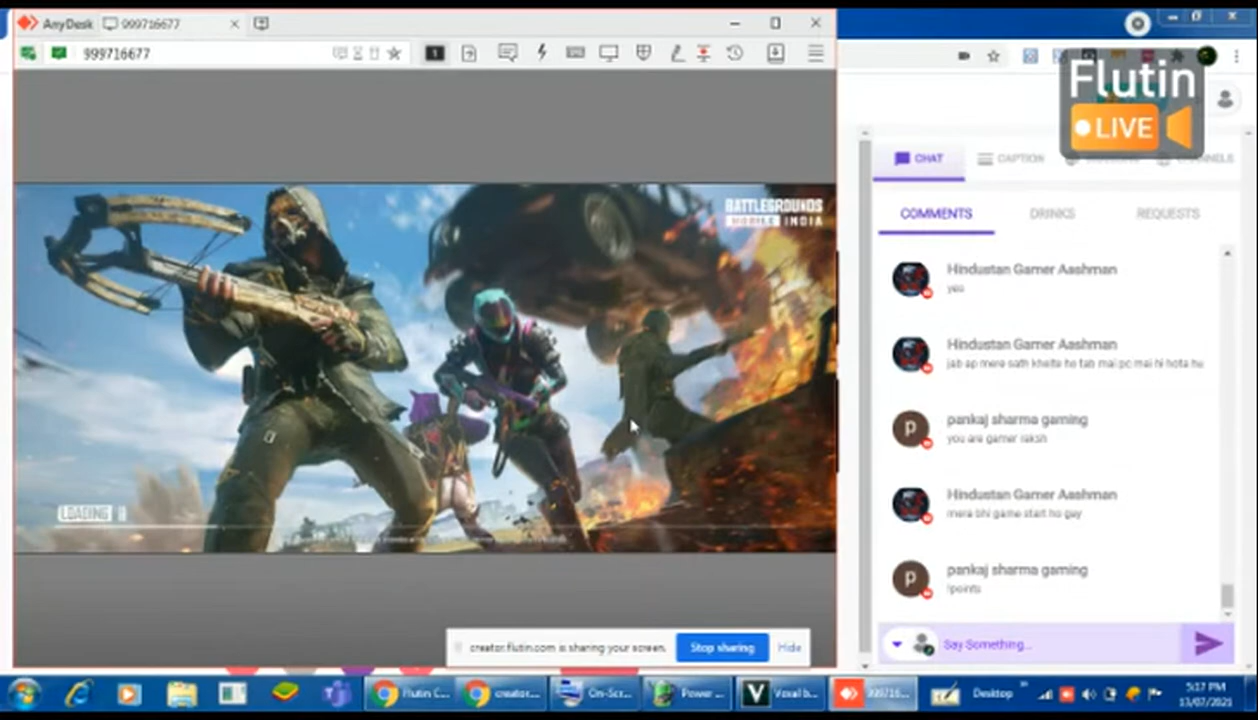 AnyDesk
999716677
999716677
1
Flutin
LIVE
CHAT
CAPTION
COMMENTS
DRINKS
REQUESTS
BATTLEGROUNDS
MOBILE INDIA
LOADING
Hindustan Gamer Aashman
yes
Hindustan Gamer Aashman
jab ap mere sath khelte ho tab mai pc mai hi hota hu
pankaj sharma gaming
you are gamer raksh
Hindustan Gamer Aashman
mera bhi game start ho gay
pankaj sharma gaming
!points
Say Something...
creator.flutin.com is sharing your screen.
Stop sharing
Hide
Flutin C...
creator...
On-Scr...
Power ...
Voxal b...
999716...
Desktop
5:17 PM
13/07/2021